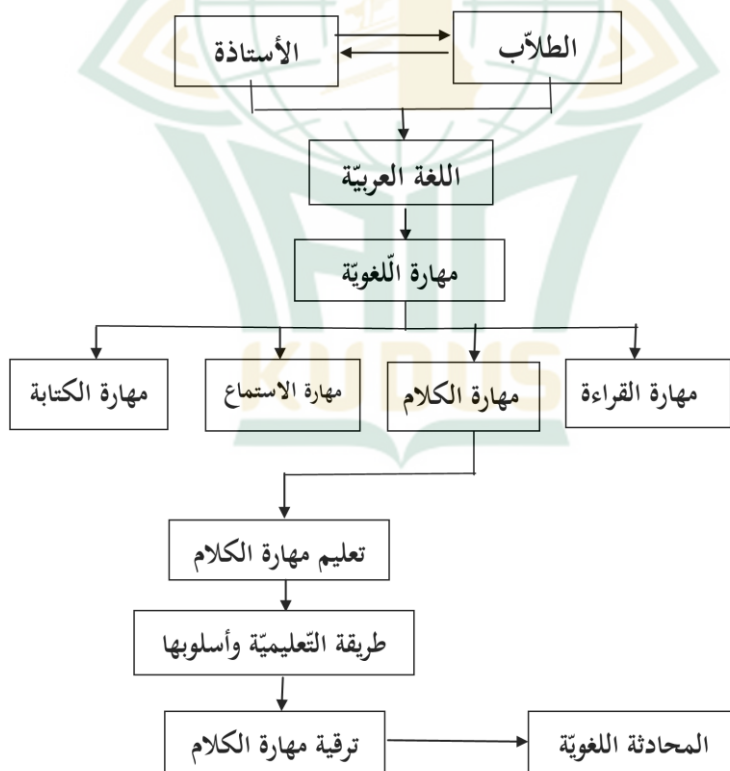 الطلاّب
الأستاذة
اللغة العربيّة
مهارة الّلغويّة
مهارة القراءة
مهارة الكلام
مهارة الاستماع
مهارة الكتابة
تعليم مهارة الكلام
طريقة التّعليميّة وأسلوبها
ترقية مهارة الكلام
المحادثة اللغويّة
KUDUS